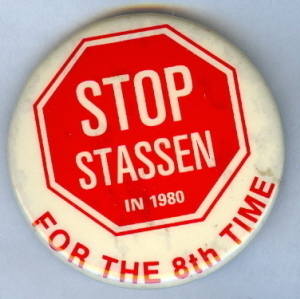 STOP
STASSEN
IN 1980
FOR THE 8th TIME